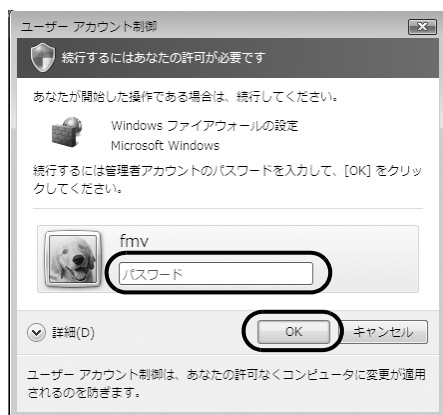 ユーザー アカウント制御
続行するにはあなたの許可が必要です
あなたが開始した操作である場合は、続行してください。
Windows ファイアウォールの設定
Microsoft Windows
続行するには管理者アカウントのパスワードを入力して、[OK] をクリッ
クしてください。
fmv
パスワード
詳細(D)
OK
キャンセル
ユーザー アカウント制御は、あなたの許可なくコンピュータに変更が適用
されるのを防ぎます。